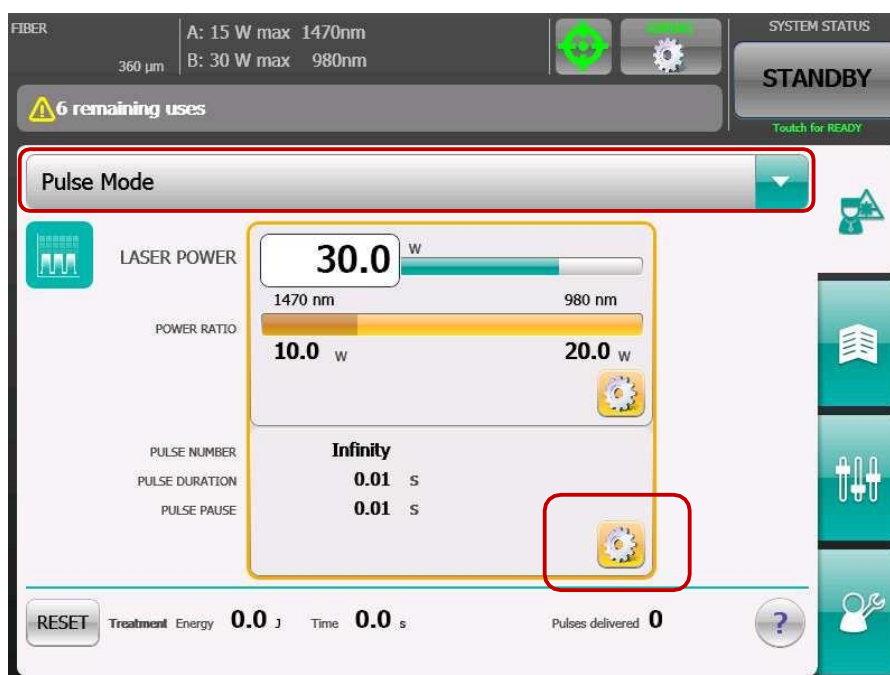 FIBER
360 µm
A: 15 W max 1470nm
B: 30 W max 980nm
SYSTEM STATUS
STANDBY
Toutch for READY
6 remaining uses
Pulse Mode
LASER POWER 30.0 W
1470 nm 980 nm
POWER RATIO
10.0 W 20.0 W
PULSE NUMBER Infinity
PULSE DURATION 0.01 S
PULSE PAUSE 0.01 S
RESET Treatment Energy 0.0 J Time 0.0 s Pulses delivered 0 ?